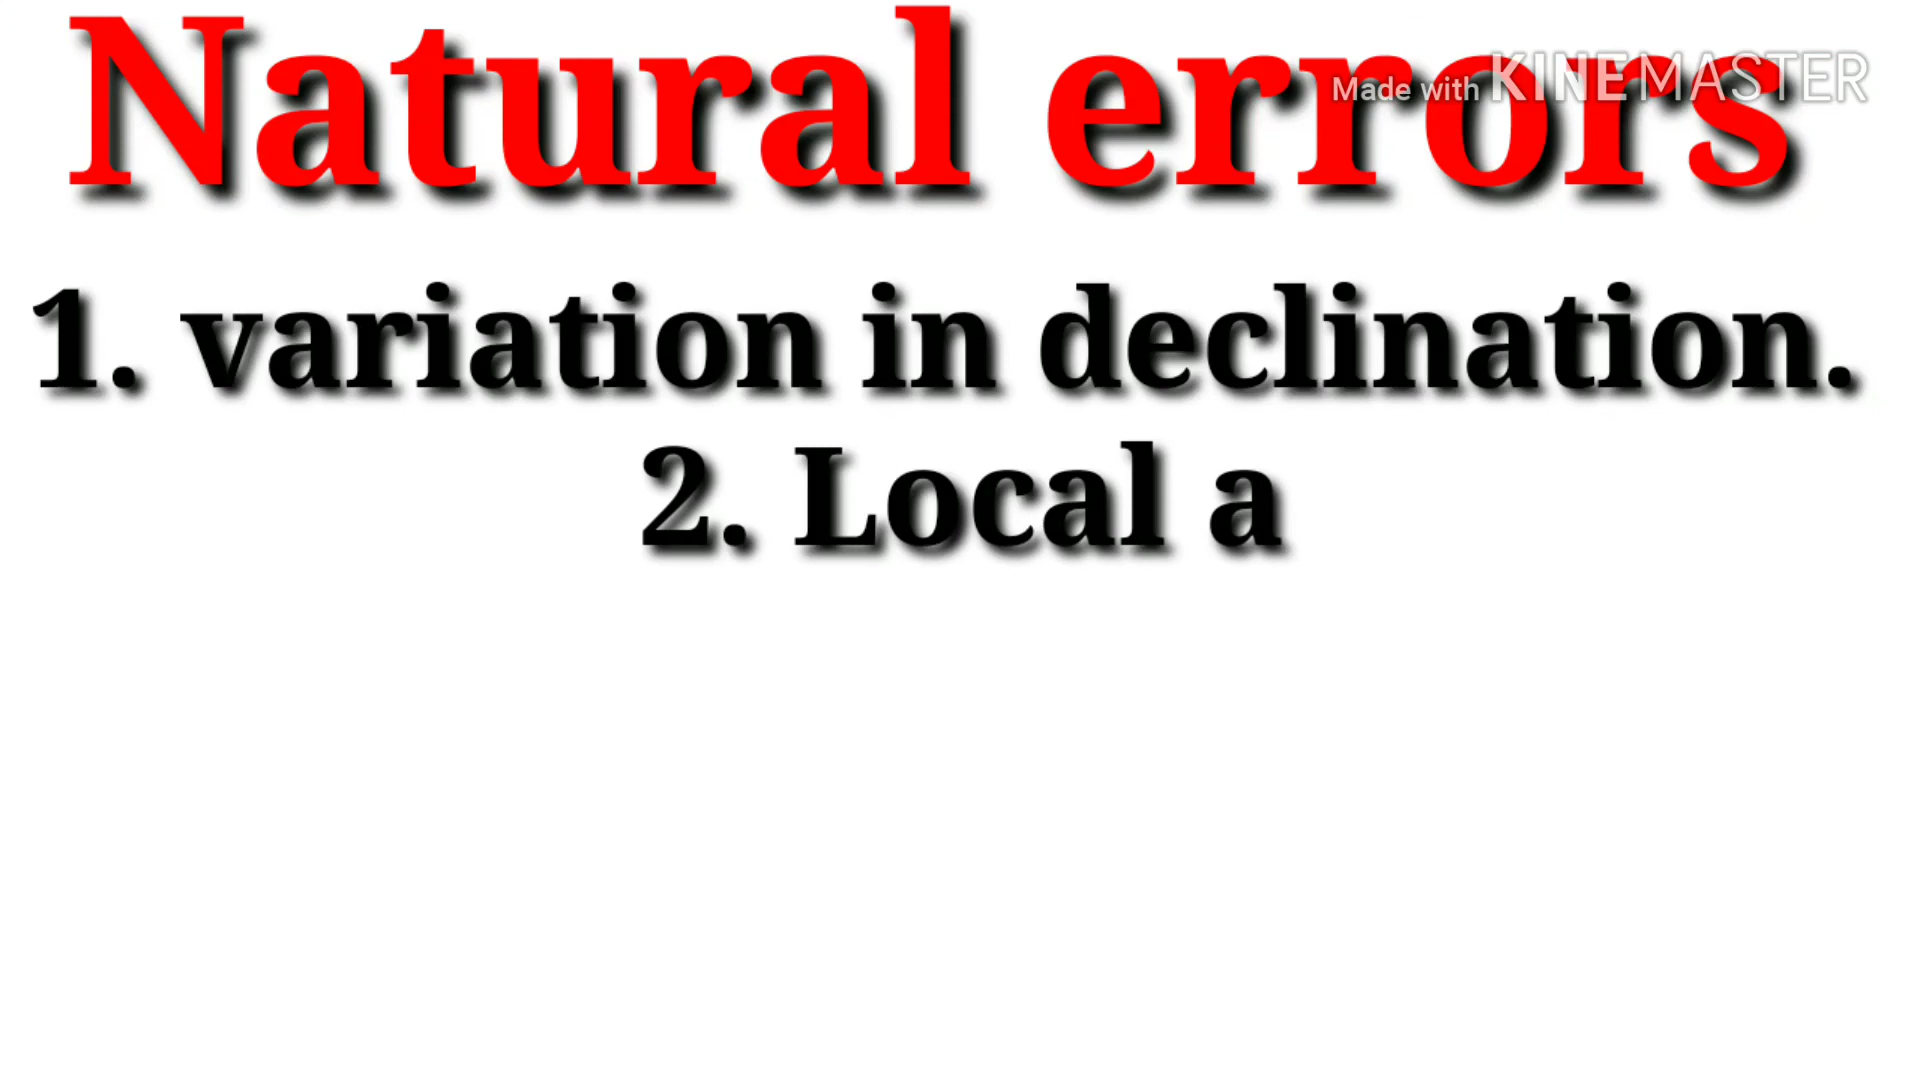 Natural errors
Made with KINEMASTER
1. variation in declination.
2. Local a